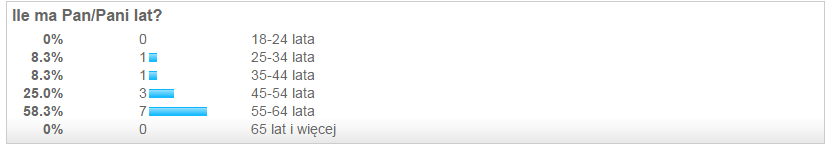 Ile ma Pan/Pani lat?
0% 0 18-24 lata
8.3% 1 25-34 lata
8.3% 1 35-44 lata
25.0% 3 45-54 lata
58.3% 7 55-64 lata
0% 0 65 lat i więcej